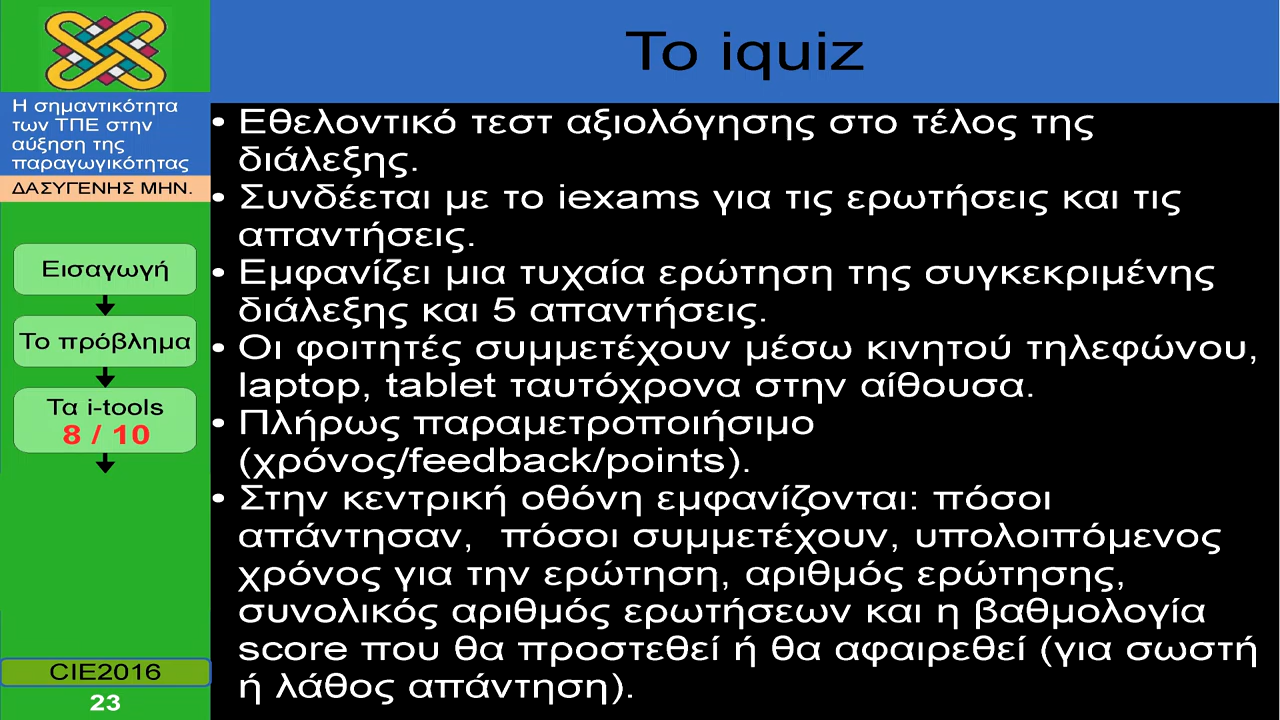 Το iquiz
Η σημαντικότητα
των ΤΠΕ στην
αύξηση της
παραγωγικότητας
ΔΑΣΥΓΕΝΗΣ ΜΗΝ.
Εισαγωγή
Το πρόβλημα
Τα i-tools
8 / 10
CIE2016
23
• Εθελοντικό τεστ αξιολόγησης στο τέλος της
διάλεξης.
• Συνδέεται με το iexams για τις ερωτήσεις και τις
απαντήσεις.
• Εμφανίζει μια τυχαία ερώτηση της συγκεκριμένης
διάλεξης και 5 απαντήσεις.
• Οι φοιτητές συμμετέχουν μέσω κινητού τηλεφώνου,
laptop, tablet ταυτόχρονα στην αίθουσα.
• Πλήρως παραμετροποιήσιμο
(χρόνος/feedback/points).
• Στην κεντρική οθόνη εμφανίζονται: πόσοι
απάντησαν,  πόσοι συμμετέχουν, υπολοιπόμενος
χρόνος για την ερώτηση, αριθμός ερώτησης,
συνολικός αριθμός ερωτήσεων και η βαθμολογία
score που θα προστεθεί ή θα αφαιρεθεί (για σωστή
ή λάθος απάντηση).